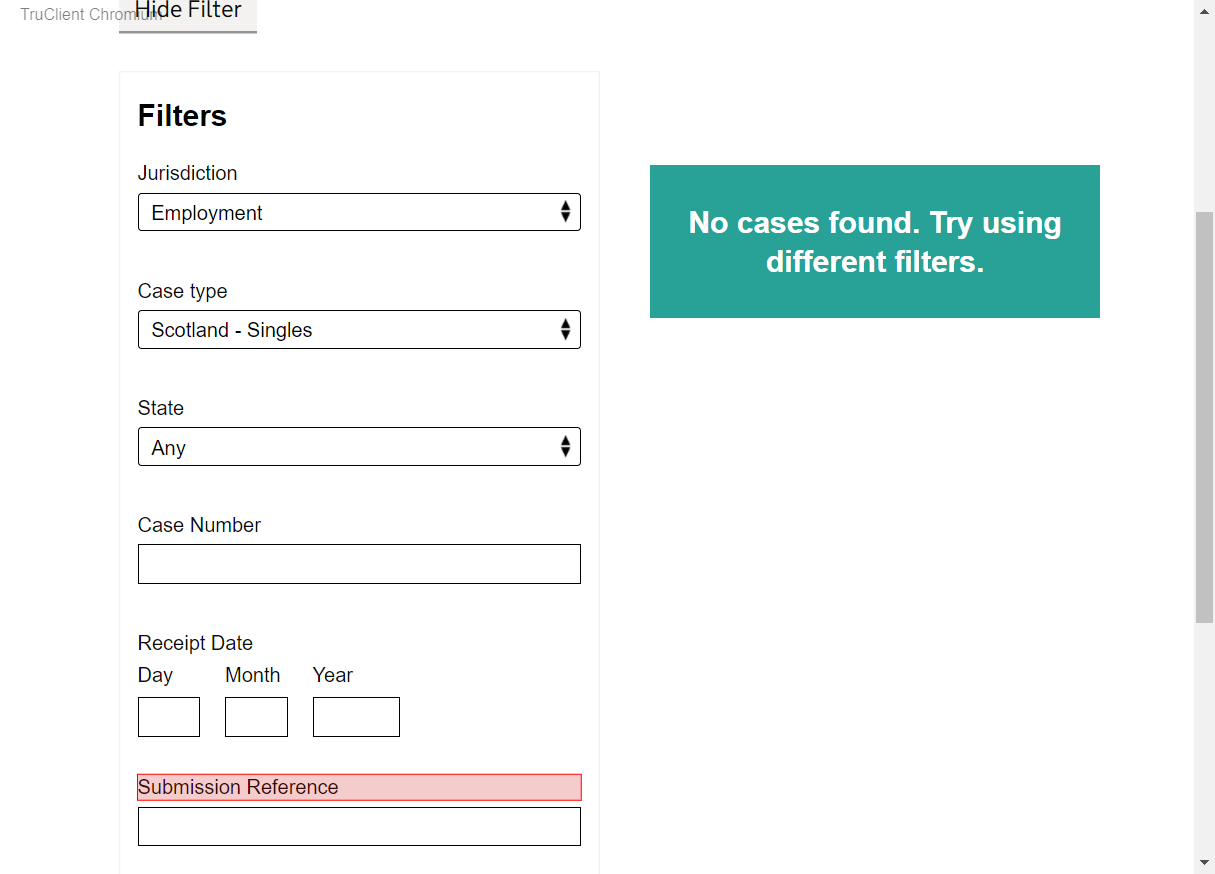 TruClient Chromium
Hide Filter
Filters
Jurisdiction
Employment
Case type
Scotland - Singles
State
Any
Case Number
Receipt Date
Day Month Year
Submission Reference
No cases found. Try using
different filters.